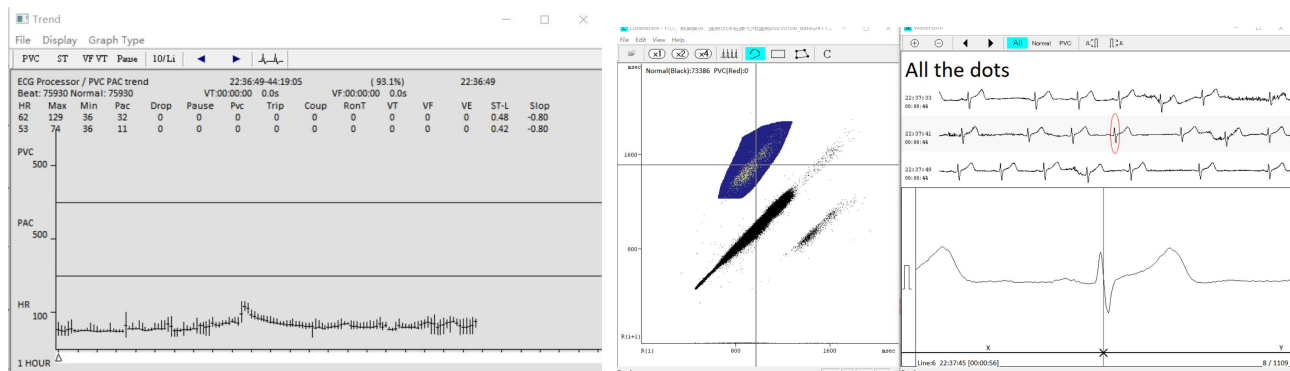 Trend
File Display Graph Type
PVC ST VF VT Pause 10/Li
ECG Processor / PVC PAC trend 22:36:49-44:19:05 ( 93.1%) 22:36:49
Beat: 75930 Normal: 75930 VT:00:00:00 0.0s VF:00:00:00 0.0s
HR Max Min Pac Drop Pause Pvc Trip Coup RonT VT VF VE ST-L Slop
62 129 36 32 0 0 0 0 0 0 0 0 0 0.48 -0.80
53 74 36 11 0 0 0 0 0 0 0 0 0 0.42 -0.80
PVC
500
PAC
500
HR
100
1 HOUR
File Edit View Help
x1 x2 x4 C
msec Normal(Black):73386 PVC(Red):0
1600
800
R(i+1)
R(i) 800 1600 msec
Waveform
All Normal PVC
All the dots
22:37:33
00:00:44
22:37:41
00:00:44
22:37:49
00:00:44
X Y
Line:6 22:37:45 [00:00:56] 8 / 1109